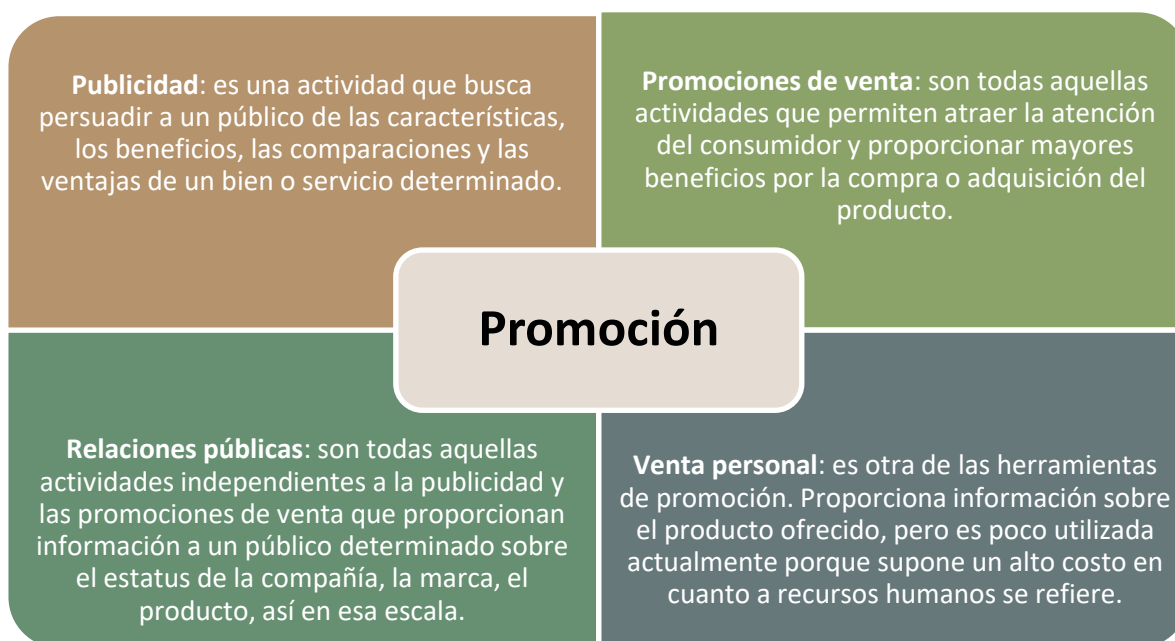 Publicidad: es una actividad que busca
persuadir a un público de las características,
los beneficios, las comparaciones y las
ventajas de un bien o servicio determinado.
Promociones de venta: son todas aquellas
actividades que permiten atraer la atención
del consumidor y proporcionar mayores
beneficios por la compra o adquisición del
producto.
Promoción
Relaciones públicas: son todas aquellas
actividades independientes a la publicidad y
las promociones de venta que proporcionan
información a un público determinado sobre
el estatus de la compañía, la marca, el
producto, así en esa escala.
Venta personal: es otra de las herramientas
de promoción. Proporciona información sobre
el producto ofrecido, pero es poco utilizada
actualmente porque supone un alto costo en
cuanto a recursos humanos se refiere.